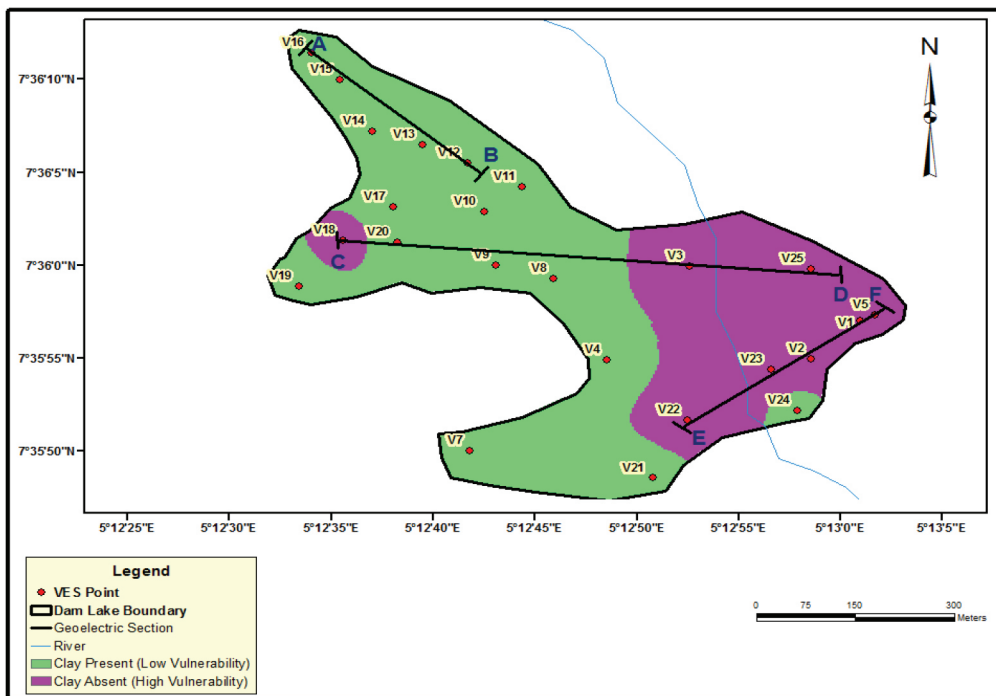 V16
A
N
7°36'10"N
V15
V14
V13
V12
B
7°36'5"N
V11
V17
V10
V18
V20
C
V9
V8
V3
V25
7°36'0"N
V19
D
F
V5
V1
V4
V2
V23
7°35'55"N
V22
V24
E
V7
7°35'50"N
V21
5°12'25"E 5°12'30"E 5°12'35"E 5°12'40"E 5°12'45"E 5°12'50"E 5°12'55"E 5°13'0"E 5°13'5"E
Legend
VES Point
Dam Lake Boundary
Geoelectric Section
River
Clay Present (Low Vulnerability)
Clay Absent (High Vulnerability)
0 75 150 300
Meters